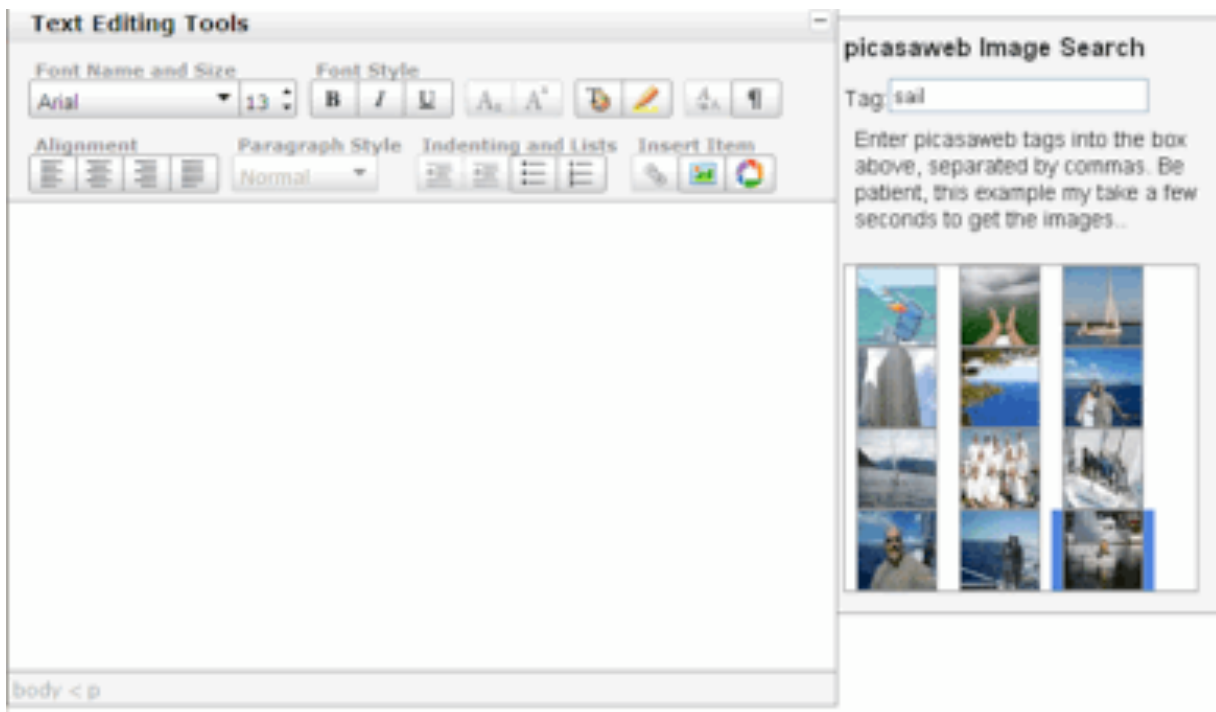 Text Editing Tools
Font Name and Size
Font Style
Arial
13
B I U
Alignment
Paragraph Style
Indenting and Lists
Insert Item
Normal
body < p
picasaweb Image Search
Tag: sail
Enter picasaweb tags into the box
above, separated by commas. Be
patient, this example my take a few
seconds to get the images..